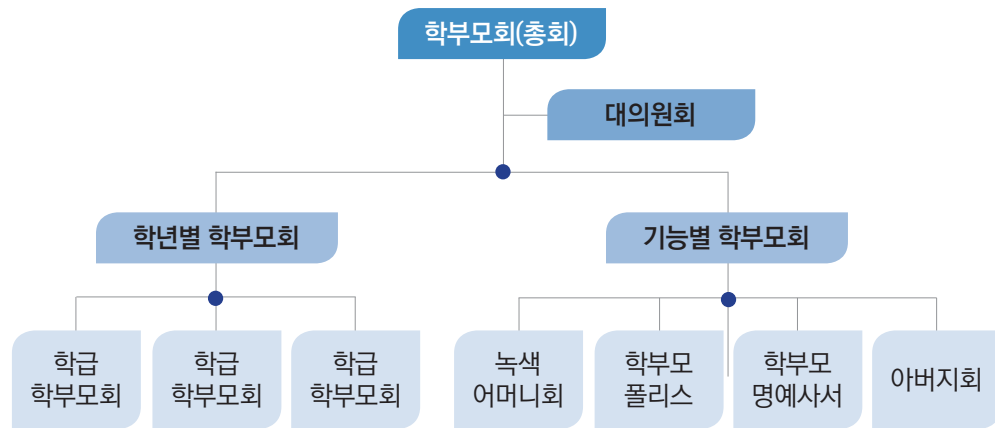 학부모회(총회)
대의원회
학년별 학부모회
기능별 학부모회
학급
학부모회
학급
학부모회
학급
학부모회
녹색
어머니회
학부모
폴리스
학부모
명예사서
아버지회